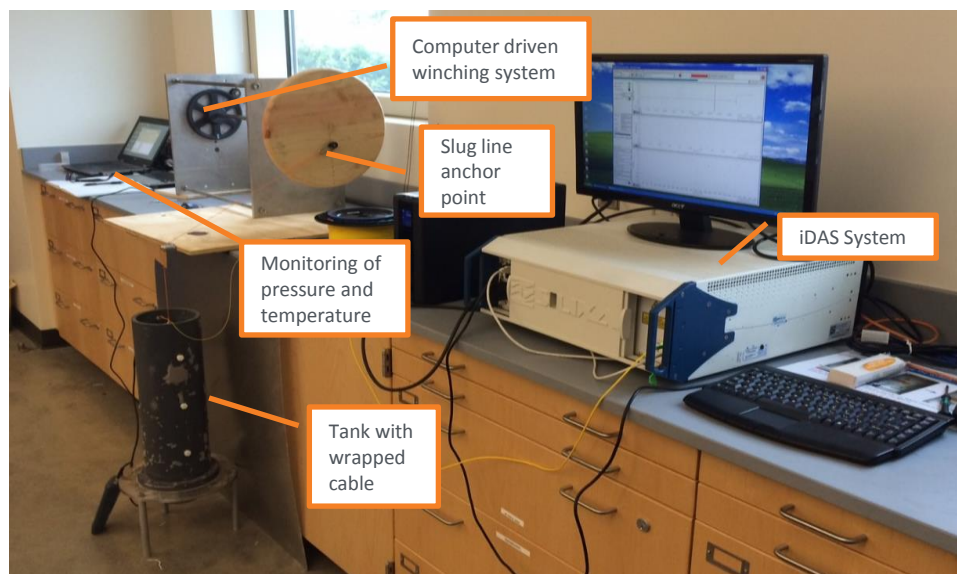 Computer driven
winching system
Slug line
anchor
point
iDAS System
Monitoring of
pressure and
temperature
Tank with
wrapped
cable
acer